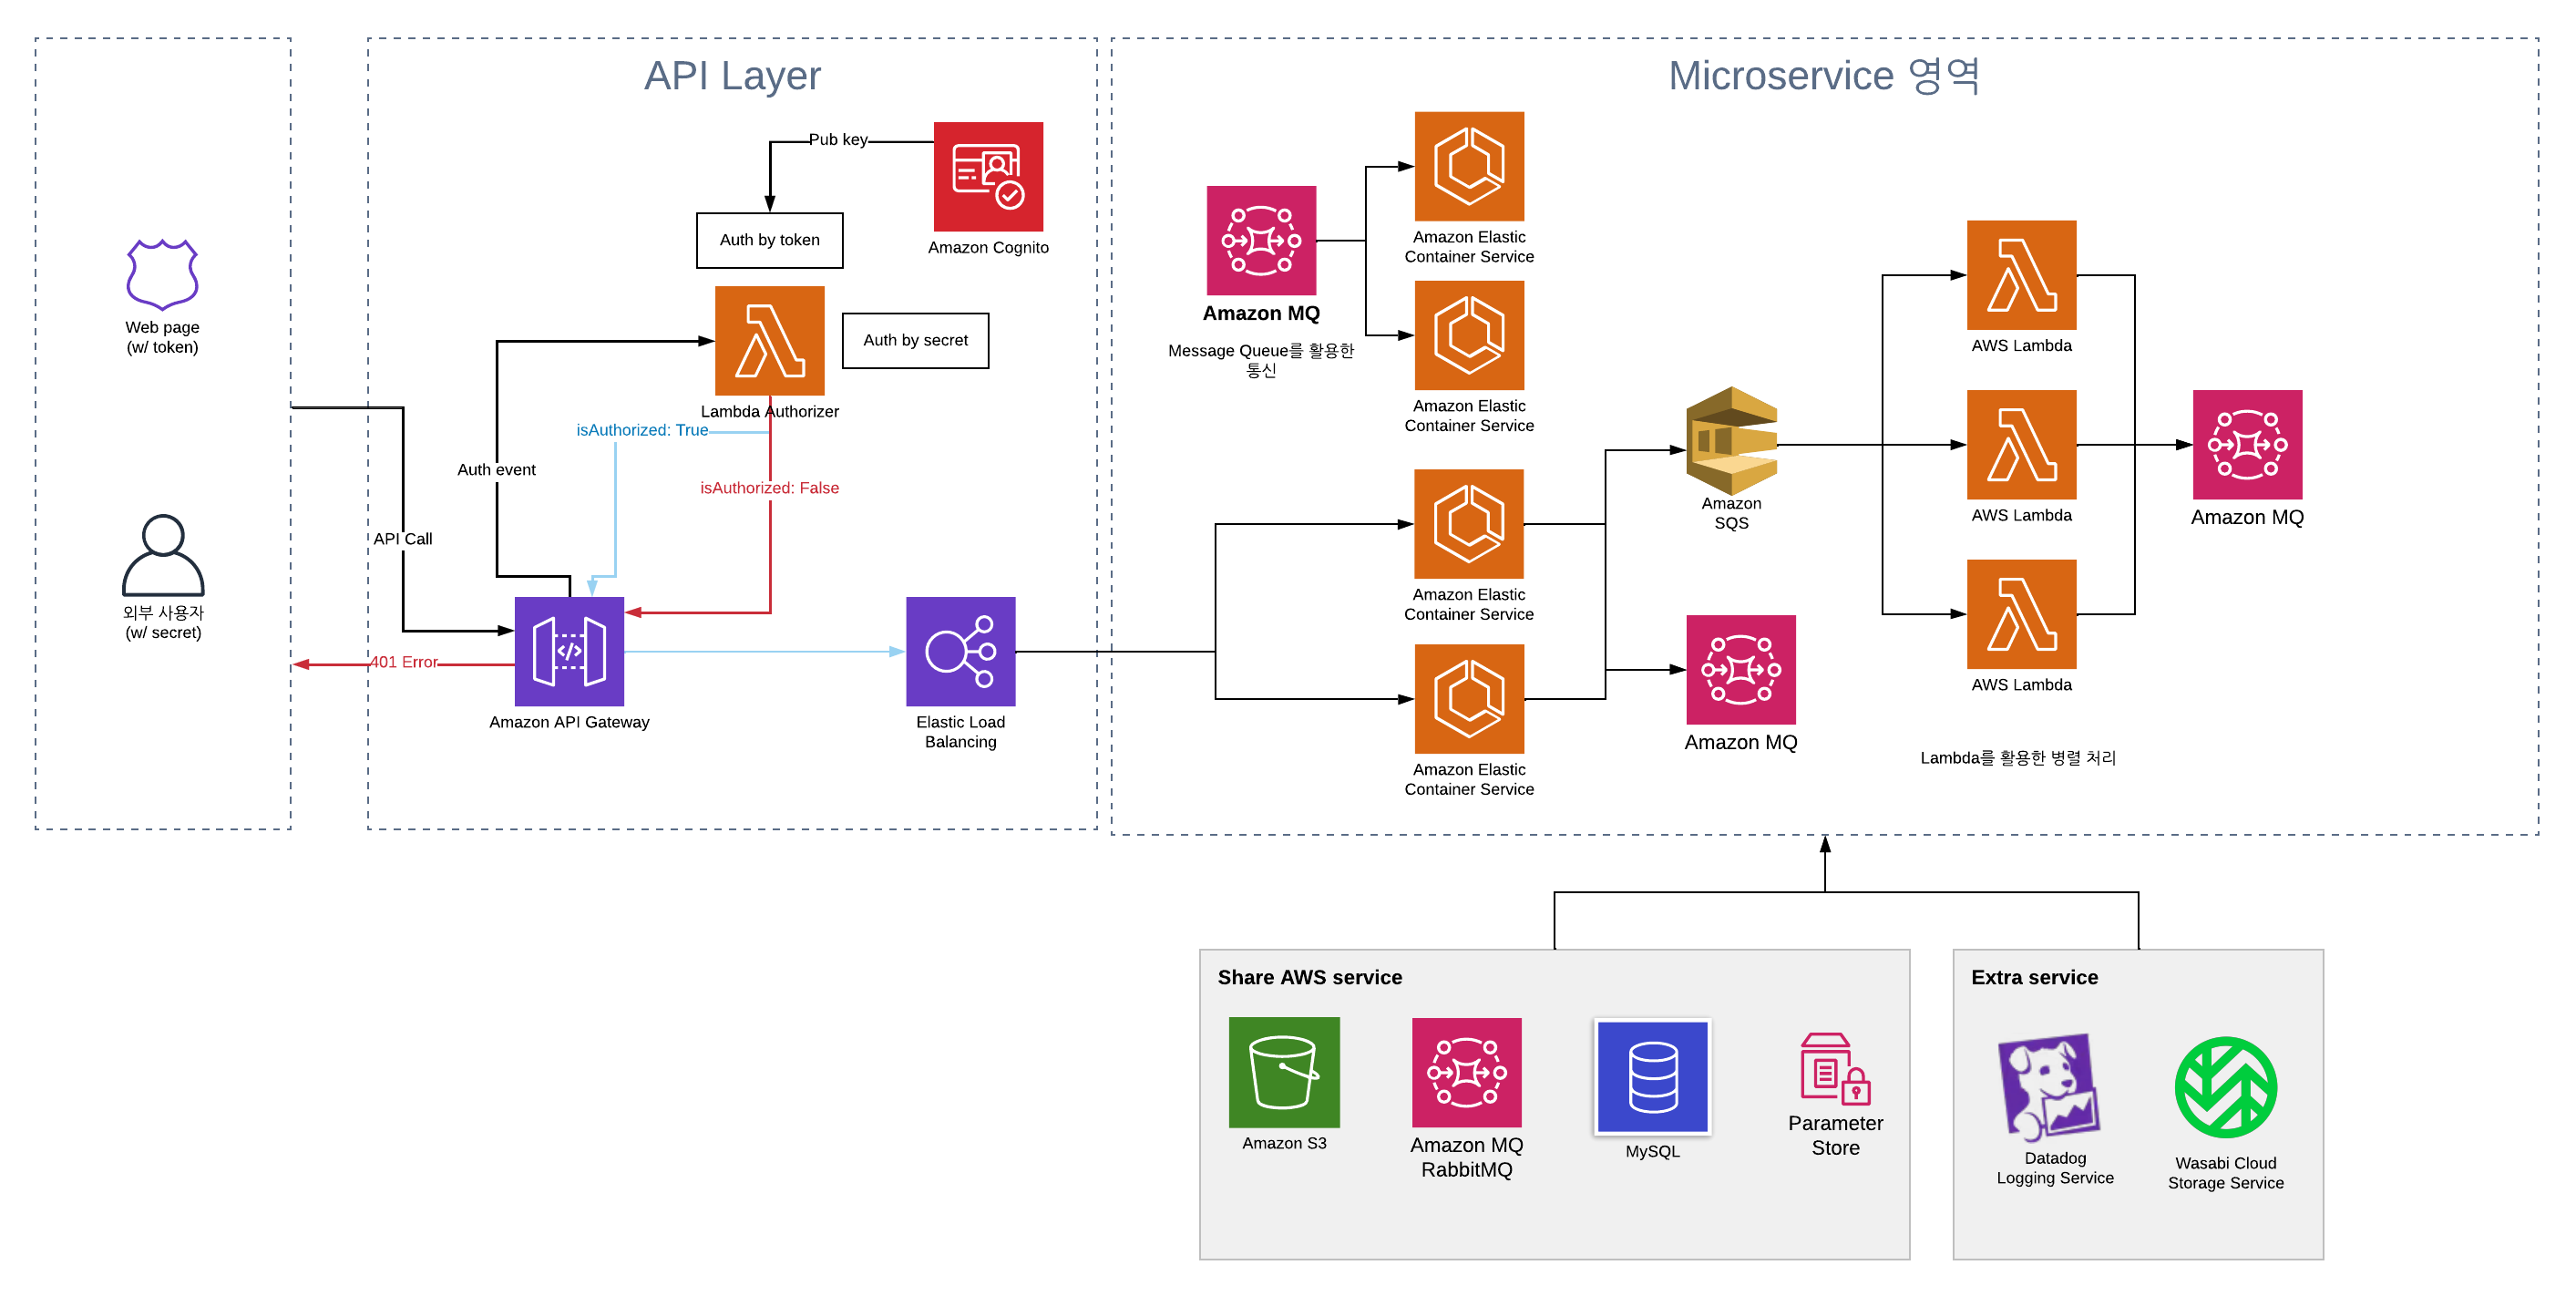 Web page
(w/ token)
외부 사용자
(w/ secret)
API Layer
Pub key
Amazon Cognito
Auth by token
Auth by secret
Lambda Authorizer
isAuthorized: True
isAuthorized: False
Auth event
API Call
401 Error
Amazon API Gateway
Elastic Load
Balancing
Microservice 영역
Amazon MQ
Message Queue를 활용한
통신
Amazon Elastic
Container Service
Amazon Elastic
Container Service
Amazon Elastic
Container Service
Amazon Elastic
Container Service
Amazon
SQS
Amazon MQ
AWS Lambda
AWS Lambda
AWS Lambda
Lambda를 활용한 병렬 처리
Amazon MQ
Share AWS service
Amazon S3
Amazon MQ
RabbitMQ
MySQL
Parameter
Store
Extra service
Datadog
Logging Service
Wasabi Cloud
Storage Service